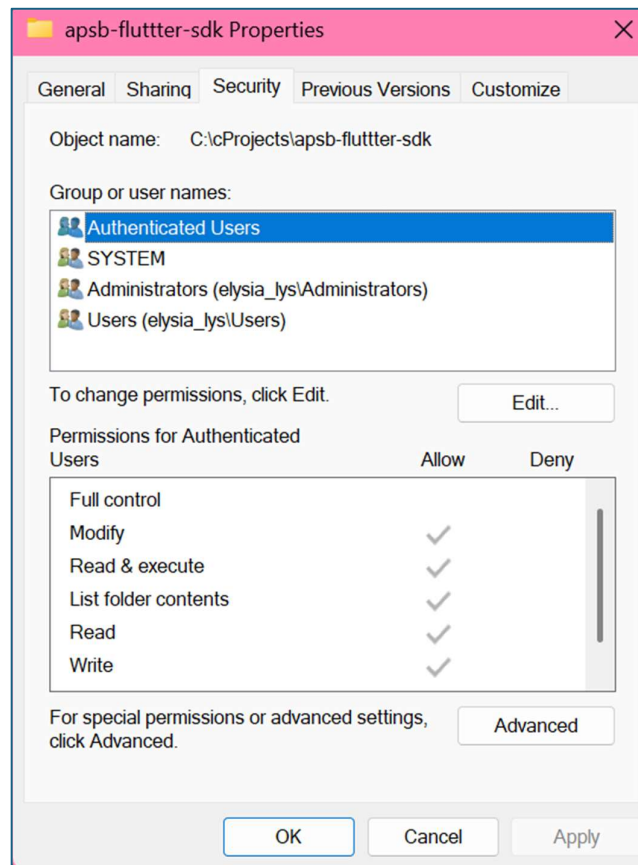 apsb-fluttter-sdk Properties
General Sharing Security Previous Versions Customize
Object name: C:\cProjects\apsb-fluttter-sdk
Group or user names:
Authenticated Users
SYSTEM
Administrators (elysia_lys\Administrators)
Users (elysia_lys\Users)
To change permissions, click Edit.
Edit...
Permissions for Authenticated
Users Allow Deny
Full control
Modify
Read & execute
List folder contents
Read
Write
For special permissions or advanced settings,
click Advanced.
Advanced
OK Cancel Apply